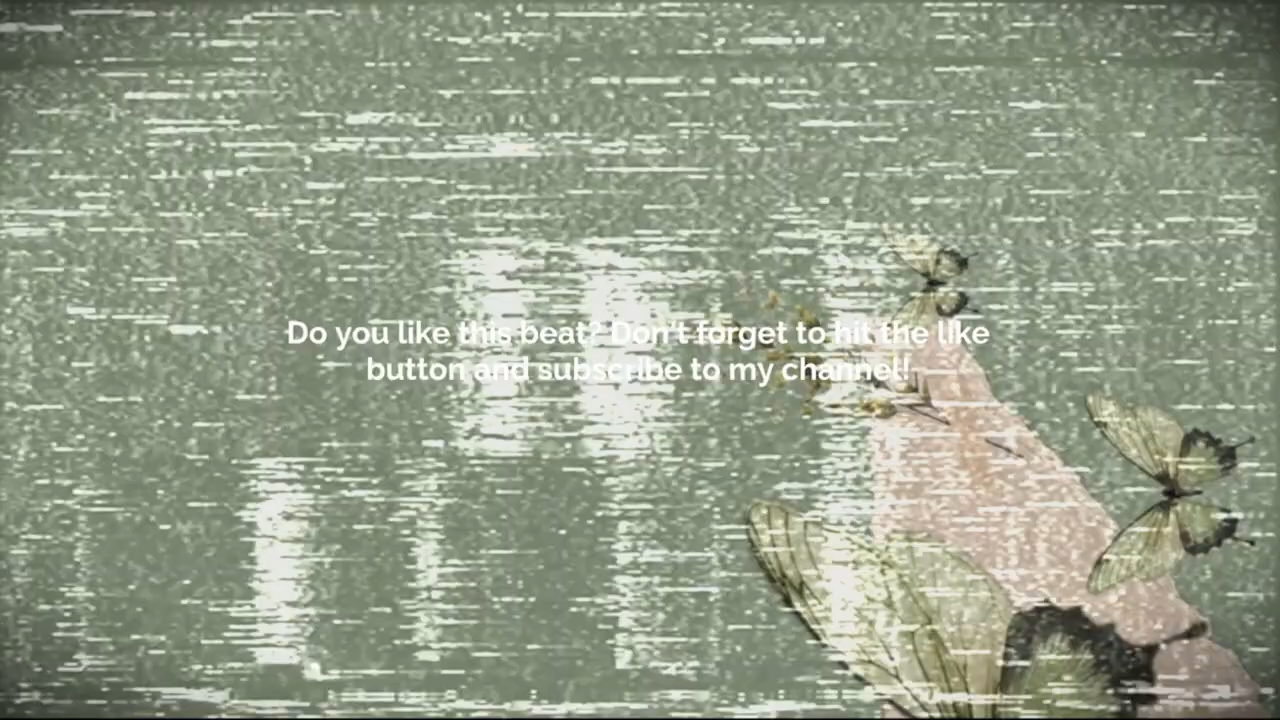 Do you like this beat? Don't forget to hit the like
button and subscribe to my channel!